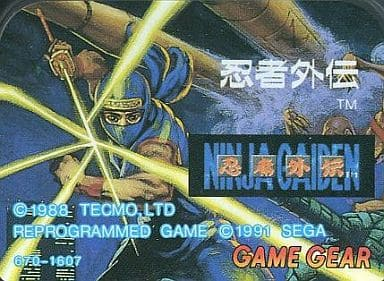 忍者外伝
TM
NINJA GAIDEN
忍者外伝
©1988 TECMO,LTD
REPROGRAMMED GAME ©1991 SEGA
670-1607
GAME GEAR